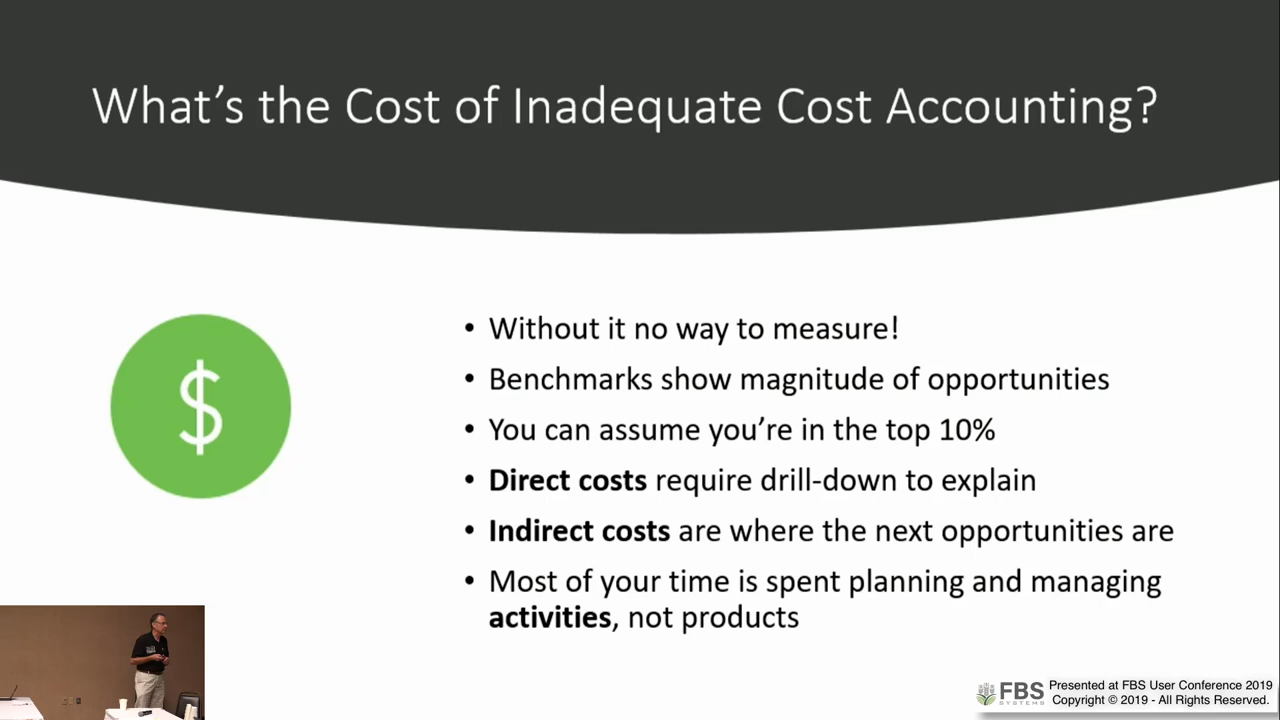 What's the Cost of Inadequate Cost Accounting?
$
• Without it no way to measure!
• Benchmarks show magnitude of opportunities
• You can assume you're in the top 10%
• Direct costs require drill-down to explain
• Indirect costs are where the next opportunities are
• Most of your time is spent planning and managing
activities, not products
FBS
SYSTEMS
Presented at FBS User Conference 2019
Copyright © 2019 - All Rights Reserved.